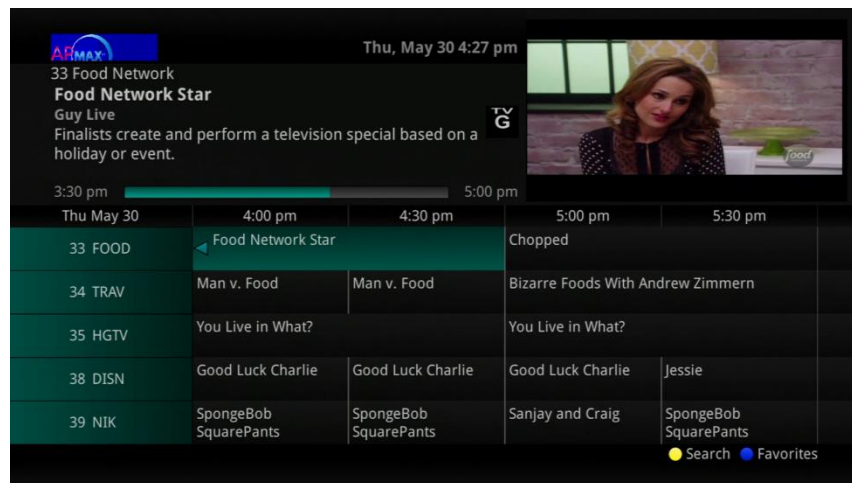 ARMAX
Thu, May 30 4:27 pm
33 Food Network
Food Network Star
Guy Live
TV
G
Finalists create and perform a television special based on a
holiday or event.
3:30 pm 5:00 pm
food
Thu May 30 4:00 pm 4:30 pm 5:00 pm 5:30 pm
33 FOOD Food Network Star Chopped
34 TRAV Man v. Food Man v. Food Bizarre Foods With Andrew Zimmern
35 HGTV You Live in What? You Live in What?
38 DISN Good Luck Charlie Good Luck Charlie Good Luck Charlie Jessie
39 NIK SpongeBob SquarePants SpongeBob SquarePants Sanjay and Craig SpongeBob SquarePants
Search Favorites